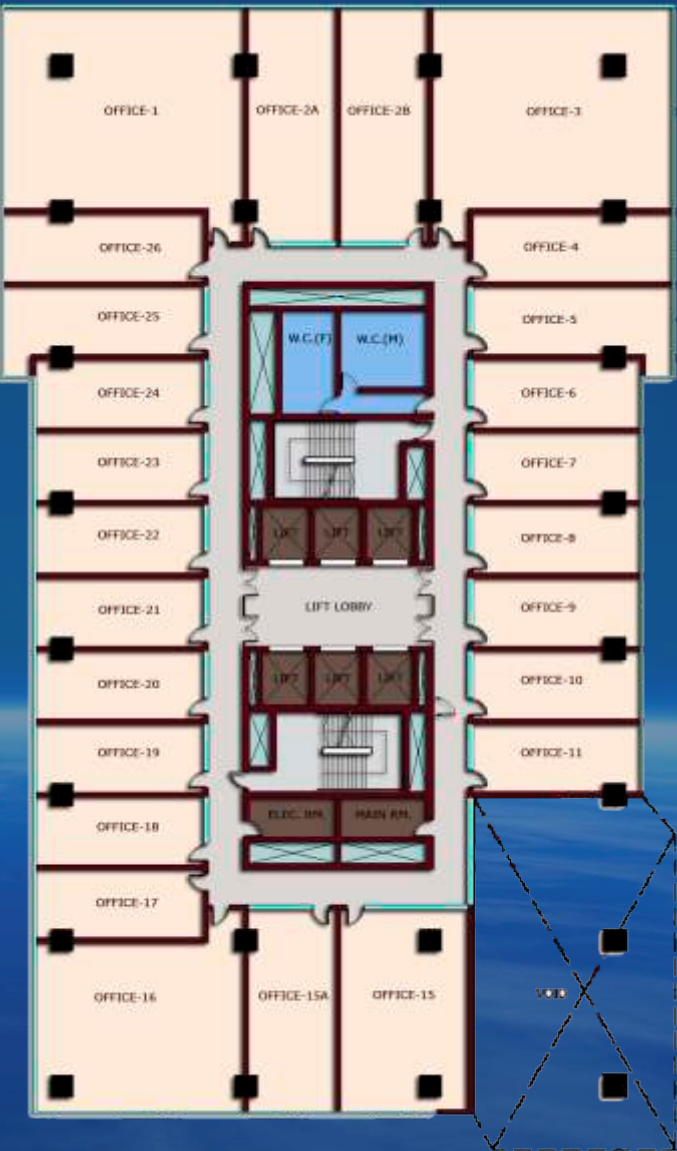 OFFICE-1
OFFICE-2A
OFFICE-2B
OFFICE-3
OFFICE-26
OFFICE-4
OFFICE-25
OFFICE-5
W.C.(F)
W.C.(M)
OFFICE-24
OFFICE-6
OFFICE-23
OFFICE-7
OFFICE-22
LIFT
LIFT
LIFT
OFFICE-8
OFFICE-21
LIFT LOBBY
OFFICE-9
OFFICE-20
LIFT
LIFT
LIFT
OFFICE-10
OFFICE-19
OFFICE-11
OFFICE-18
ELEC. RM.
MAIN RM.
OFFICE-17
OFFICE-16
OFFICE-15A
OFFICE-15
VOID